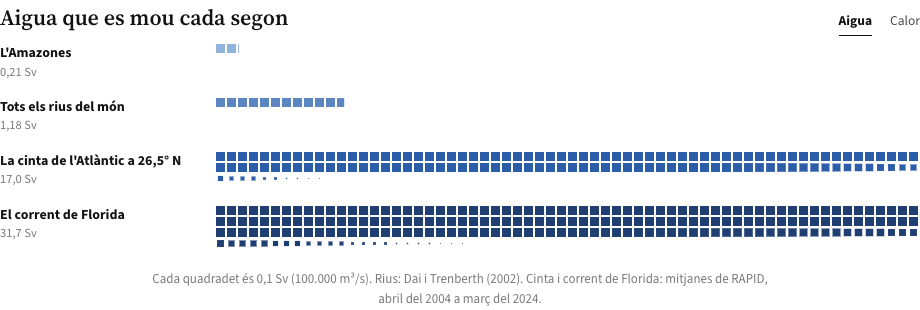 Aigua que es mou cada segon
Aigua
Calor
L'Amazones
0,21 Sv
Tots els rius del món
1,18 Sv
La cinta de l'Atlàntic a 26,5° N
17,0 Sv
El corrent de Florida
31,7 Sv
Cada quadradet és 0,1 Sv (100.000 m³/s). Rius: Dai i Trenberth (2002). Cinta i corrent de Florida: mitjanes de RAPID,
abril del 2004 a març del 2024.